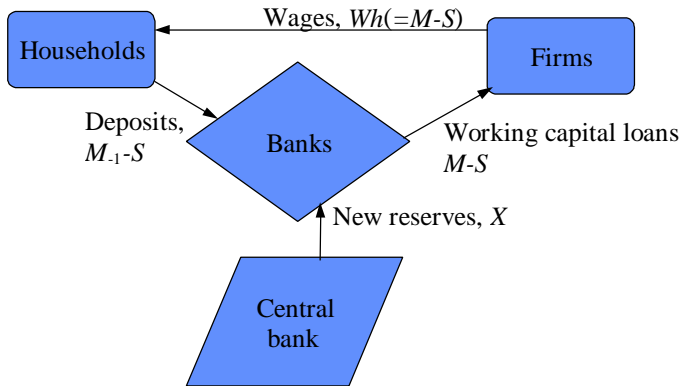 Wages, Wh(=M-S)
Households
Firms
Deposits,
M-1-S
Banks
Working capital loans
M-S
New reserves, X
Central
bank